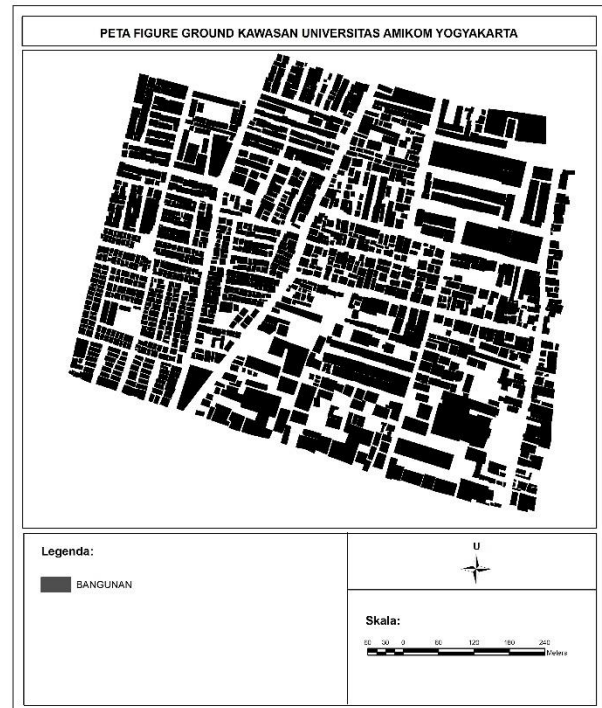 PETA FIGURE GROUND KAWASAN UNIVERSITAS AMIKOM YOGYAKARTA
Legenda:
BANGUNAN
U
Skala:
60 30 0 60 120 180 240
Meters